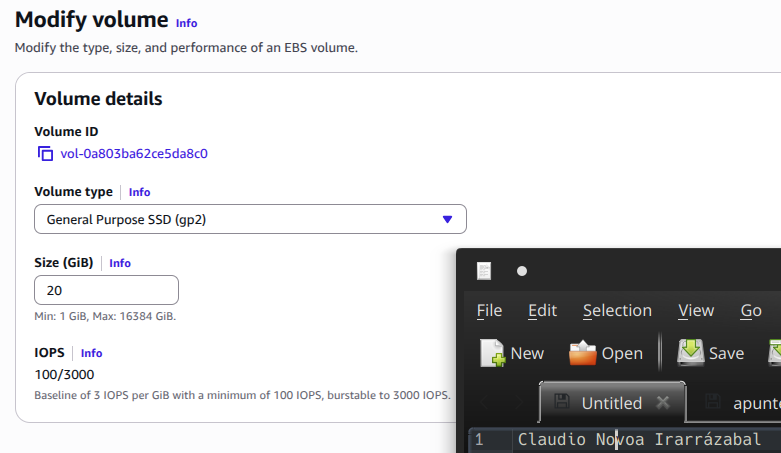 Modify volume Info
Modify the type, size, and performance of an EBS volume.
Volume details
Volume ID
vol-0a803ba62ce5da8c0
Volume type Info
General Purpose SSD (gp2)
Size (GiB) Info
20
Min: 1 GiB, Max: 16384 GiB.
IOPS Info
100/3000
Baseline of 3 IOPS per GiB with a minimum of 100 IOPS, burstable to 3000 IOPS.
File Edit Selection View Go
New Open Save
Untitled apunte
1 Claudio Novoa Irarrázabal